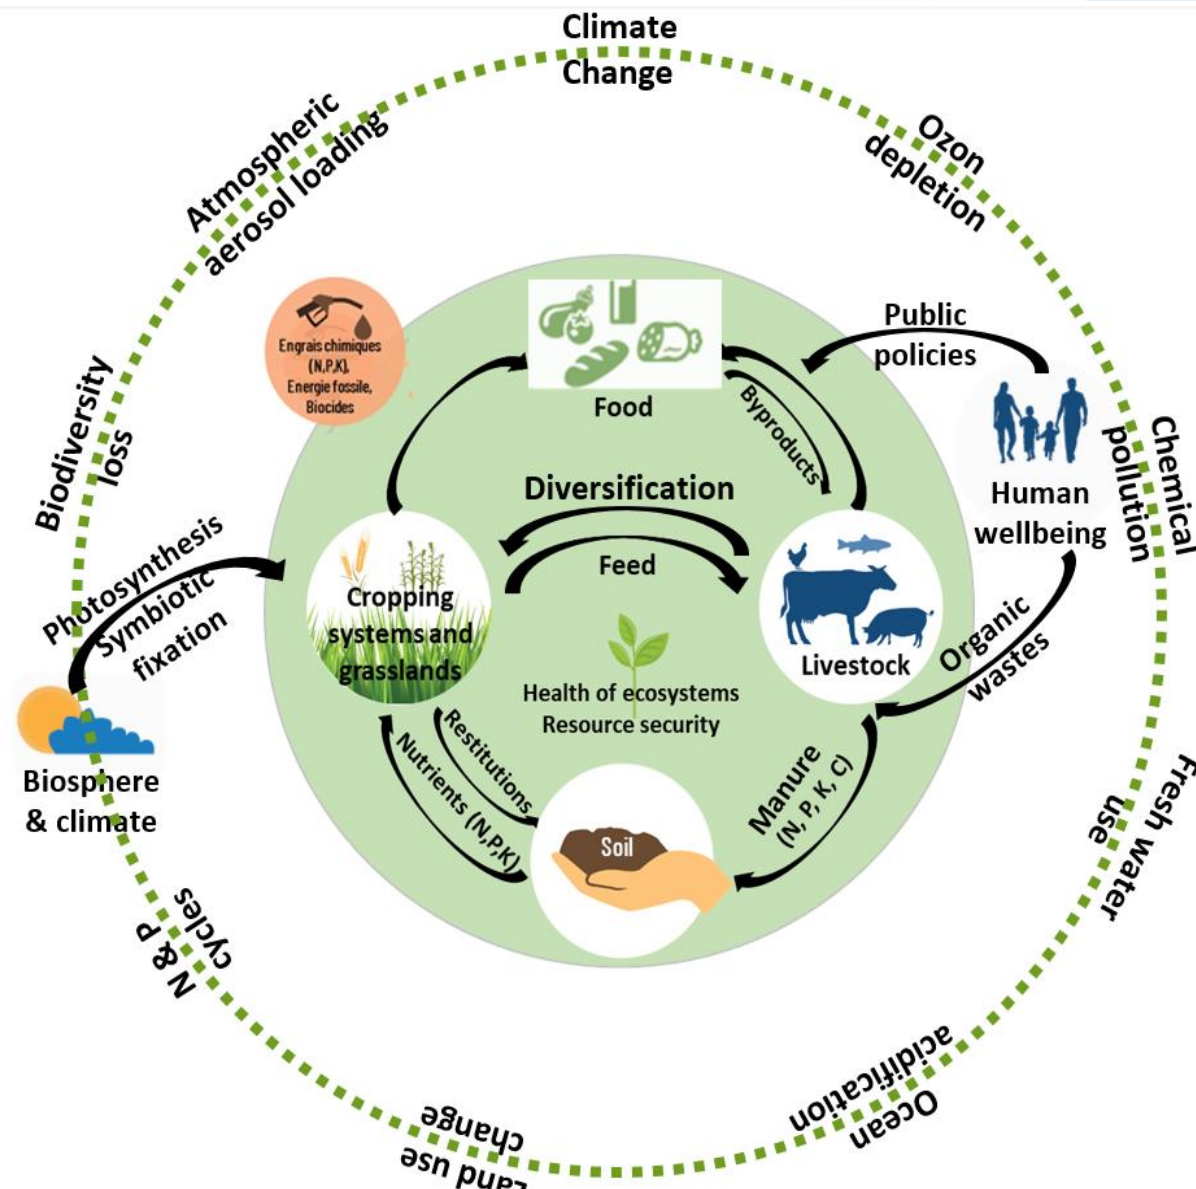 Climate
Change
Ozon
depletion
Atmospheric
aerosol loading
Biodiversity
loss
Chemical
pollution
Fresh water
use
Ocean
acidification
Land use
change
N & P
cycles
Engrais chimiques
(N,P,K),
Energie fossile,
Biocides
Food
Byproducts
Public
policies
Human
wellbeing
Organic
wastes
Diversification
Feed
Photosynthesis
Symbiotic
fixation
Biosphere
& climate
Cropping
systems and
grasslands
Livestock
Health of ecosystems
Resource security
Restitutions
Nutrients (N,P,K)
Manure
(N, P, K, C)
Soil